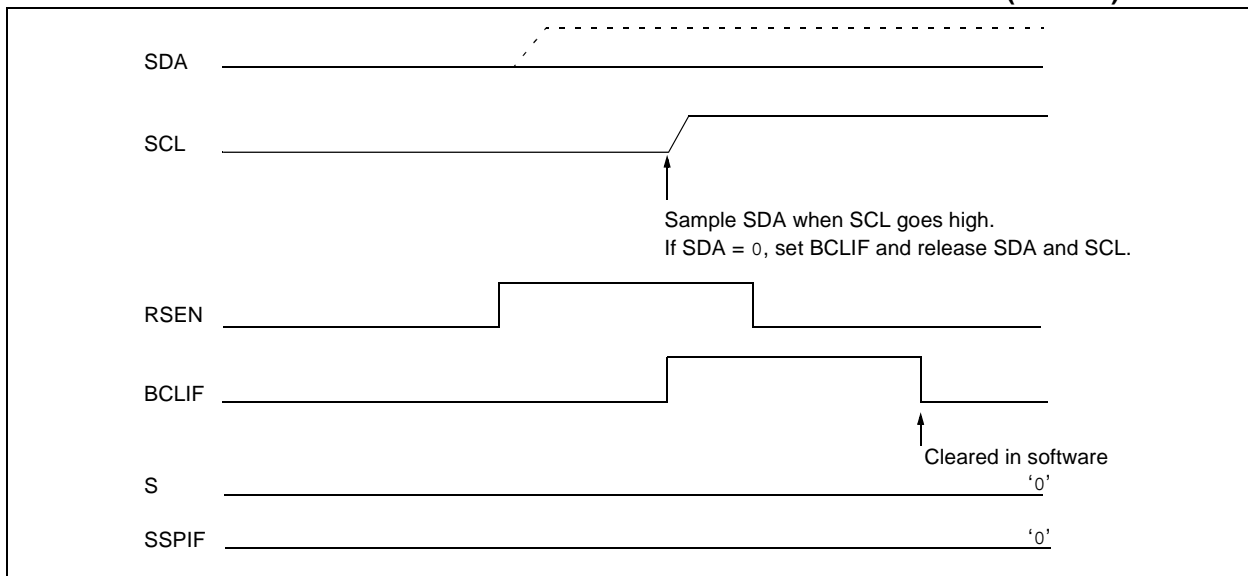 SDA
SCL
Sample SDA when SCL goes high.
If SDA = 0, set BCLIF and release SDA and SCL.
RSEN
BCLIF
Cleared in software
S
‘0’
SSPIF
‘0’